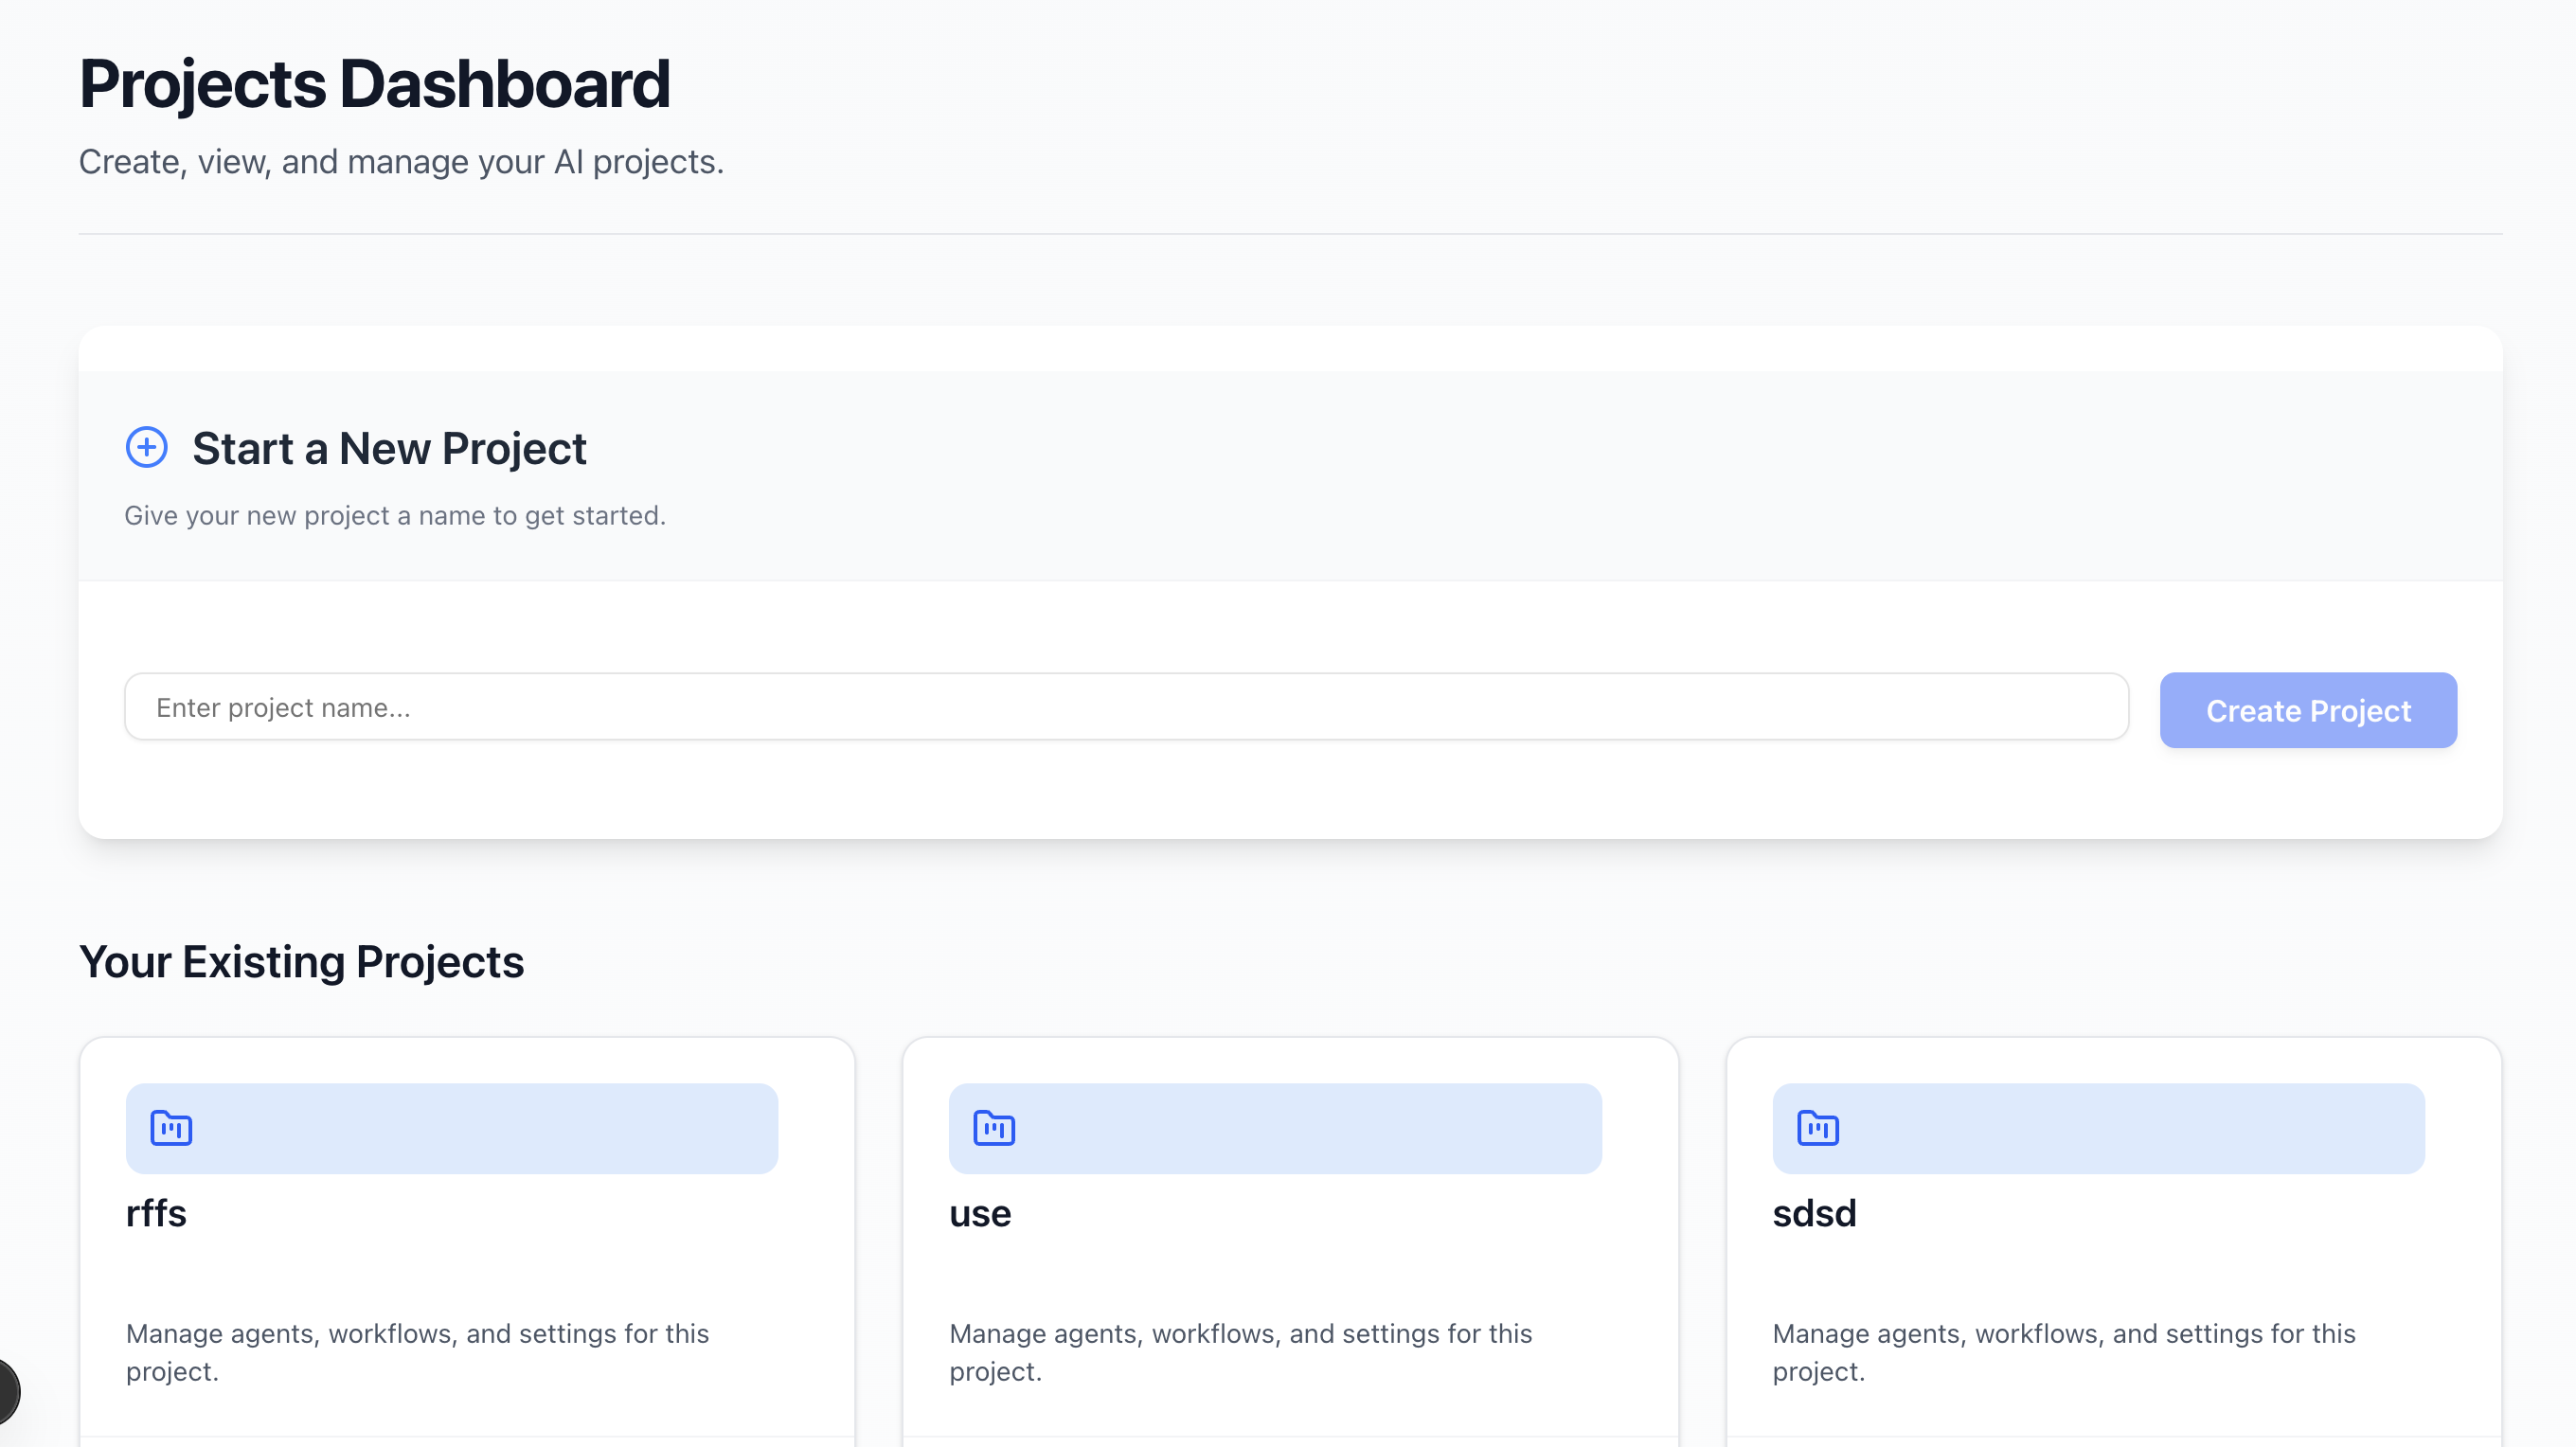 Projects Dashboard
Create, view, and manage your AI projects.
Start a New Project
Give your new project a name to get started.
Enter project name...
Create Project
Your Existing Projects
rffs
Manage agents, workflows, and settings for this
project.
use
Manage agents, workflows, and settings for this
project.
sdsd
Manage agents, workflows, and settings for this
project.